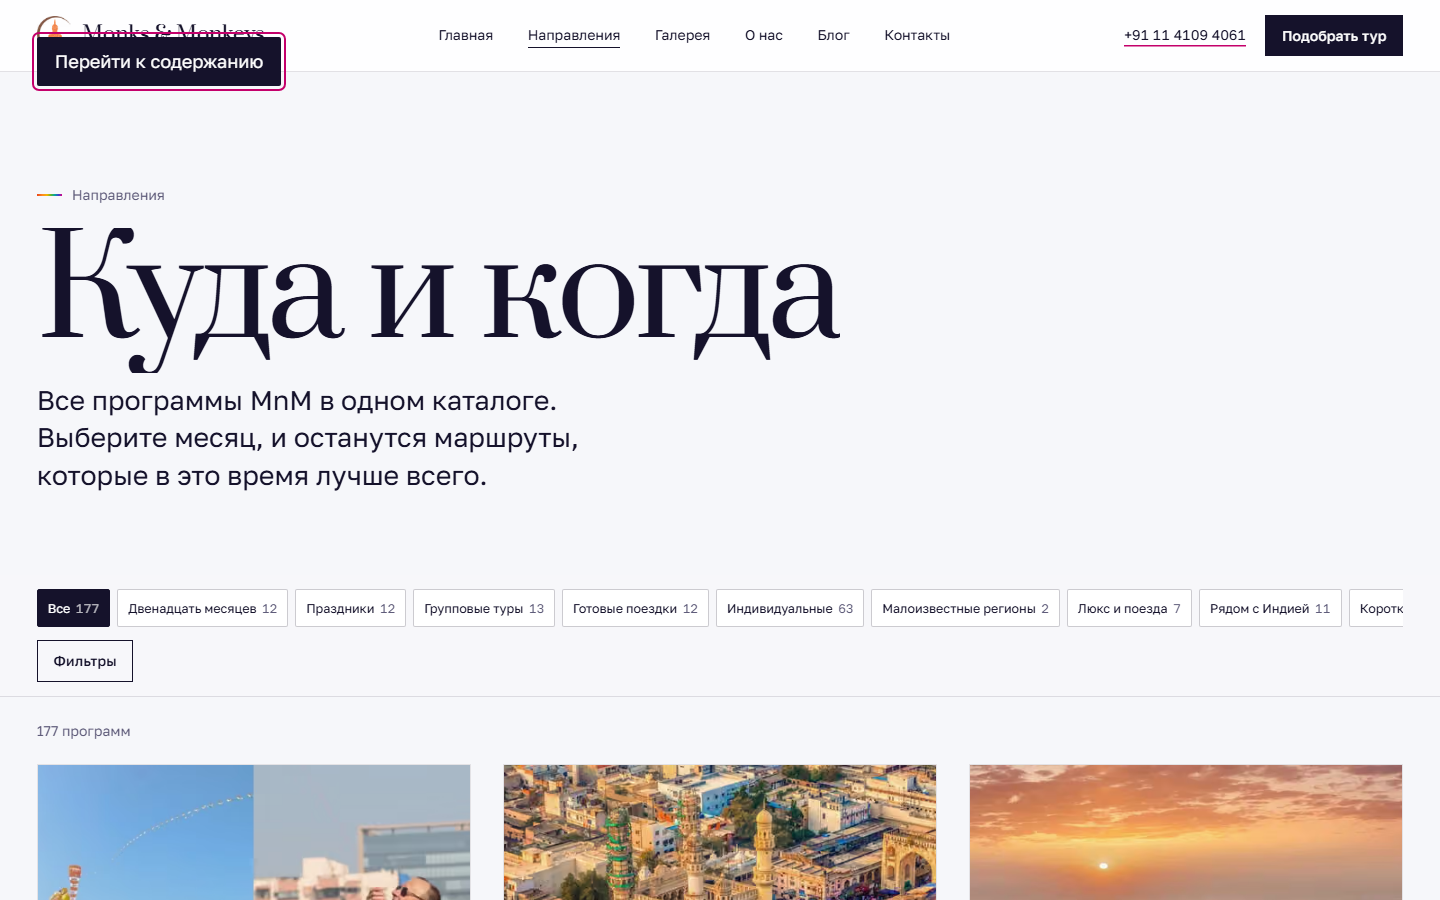 Monks & Monkeys
Перейти к содержанию
Главная
Направления
Галерея
О нас
Блог
Контакты
+91 11 4109 4061
Подобрать тур
Направления
Куда и когда
Все программы MnM в одном каталоге.
Выберите месяц, и останутся маршруты,
которые в это время лучше всего.
Все 177
Двенадцать месяцев 12
Праздники 12
Групповые туры 13
Готовые поездки 12
Индивидуальные 63
Малоизвестные регионы 2
Люкс и поезда 7
Рядом с Индией 11
Коротк
Фильтры
177 программ